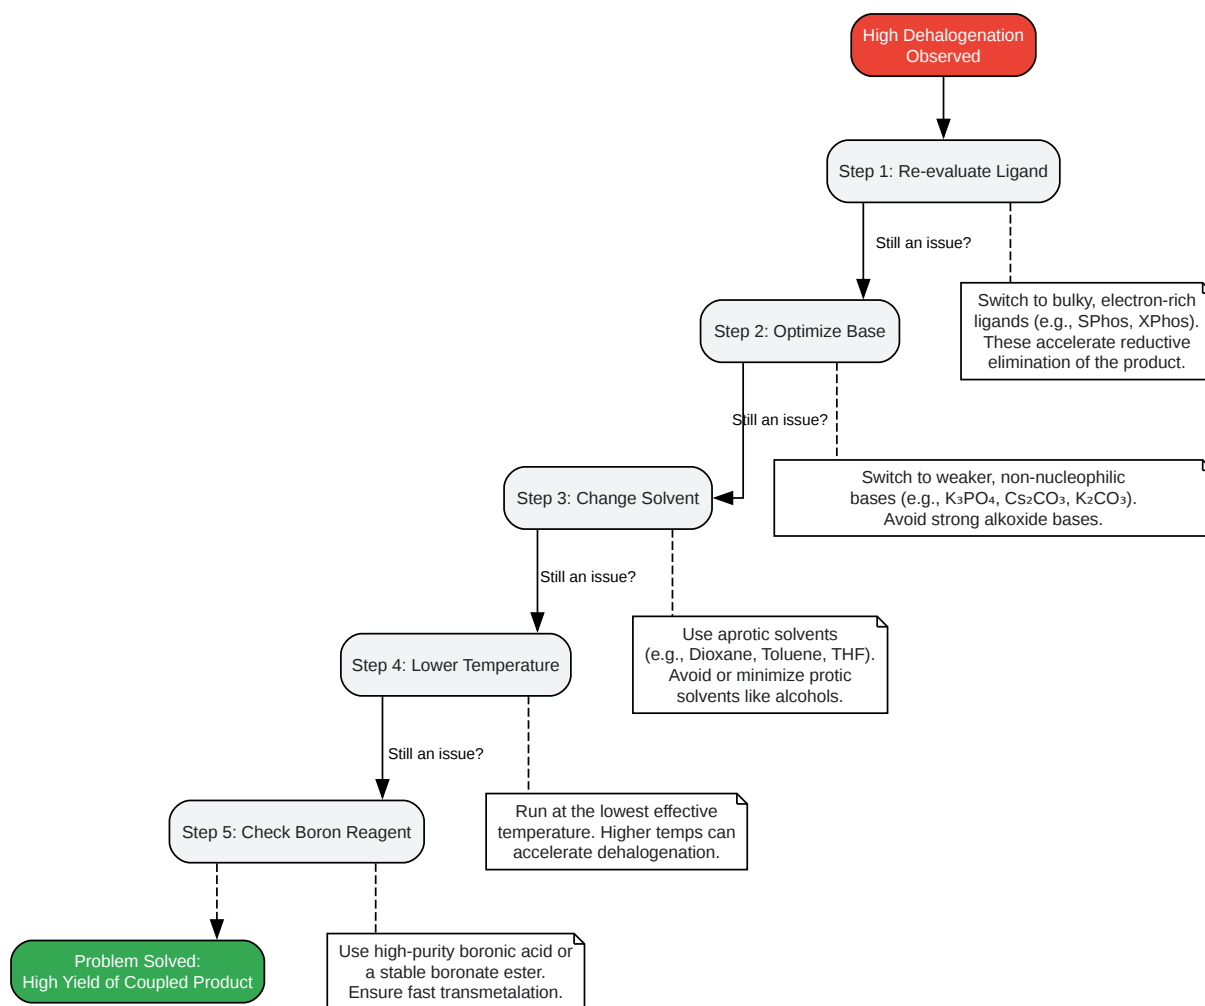 High Dehalogenation
Observed
Step 1: Re-evaluate Ligand
Still an issue?
Switch to bulky, electron-rich
ligands (e.g., SPhos, XPhos).
These accelerate reductive
elimination of the product.
Step 2: Optimize Base
Still an issue?
Switch to weaker, non-nucleophilic
bases (e.g., K₃PO₄, Cs₂CO₃, K₂CO₃).
Avoid strong alkoxide bases.
Step 3: Change Solvent
Still an issue?
Use aprotic solvents
(e.g., Dioxane, Toluene, THF).
Avoid or minimize protic
solvents like alcohols.
Step 4: Lower Temperature
Still an issue?
Run at the lowest effective
temperature. Higher temps can
accelerate dehalogenation.
Step 5: Check Boron Reagent
Use high-purity boronic acid or
a stable boronate ester.
Ensure fast transmetalation.
Problem Solved:
High Yield of Coupled Product